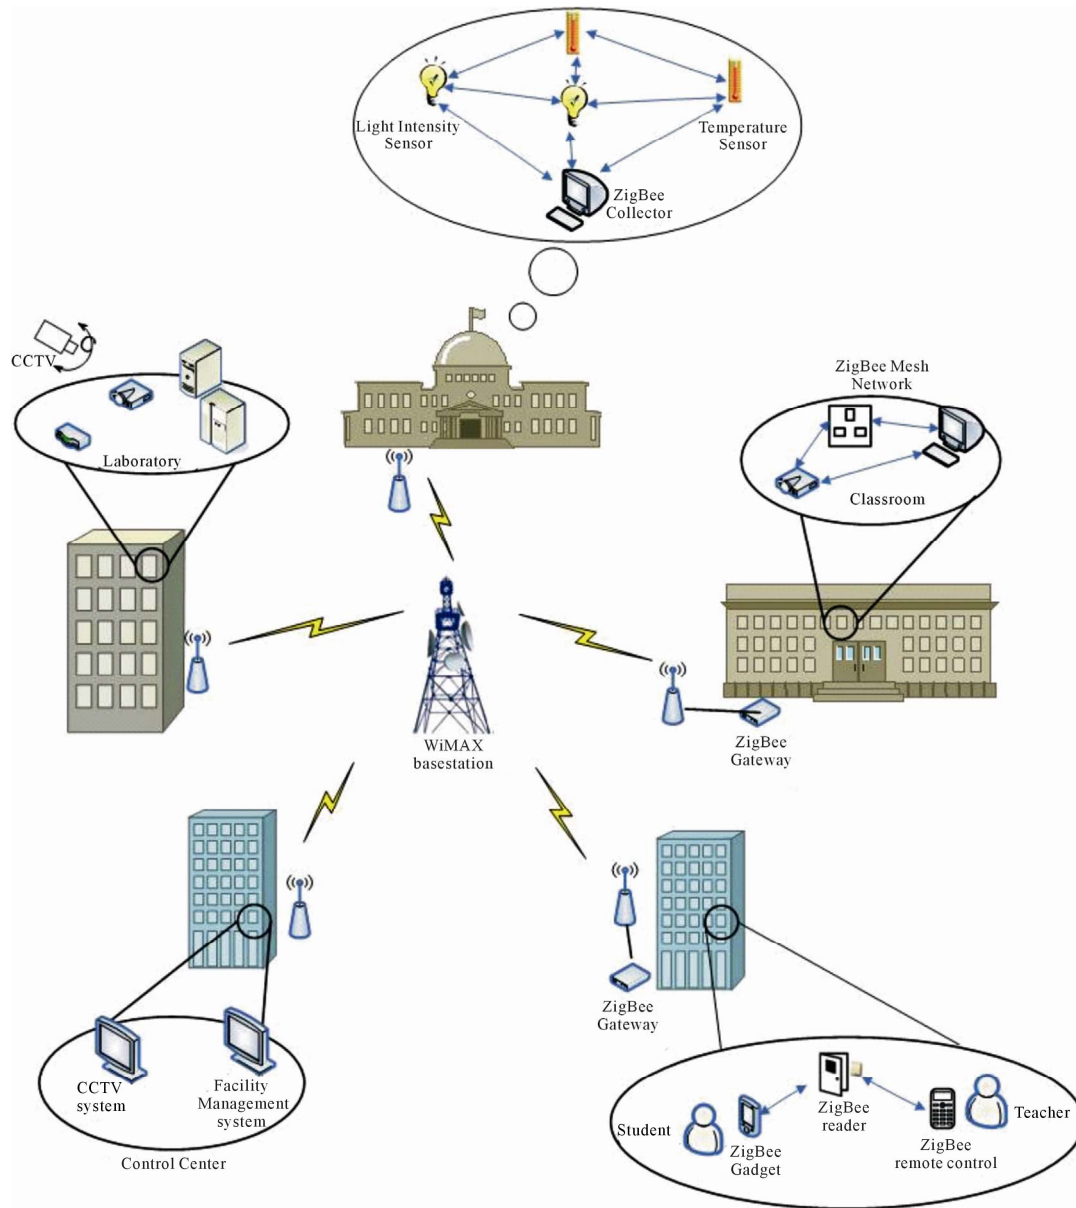 Light Intensity
Sensor
Temperature
Sensor
ZigBee
Collector
CCTV
Laboratory
ZigBee Mesh
Network
Classroom
WiMAX
basestation
ZigBee
Gateway
ZigBee
Gateway
CCTV
system
Facility
Management
system
Control Center
Student
ZigBee
Gadget
ZigBee
reader
ZigBee
remote control
Teacher